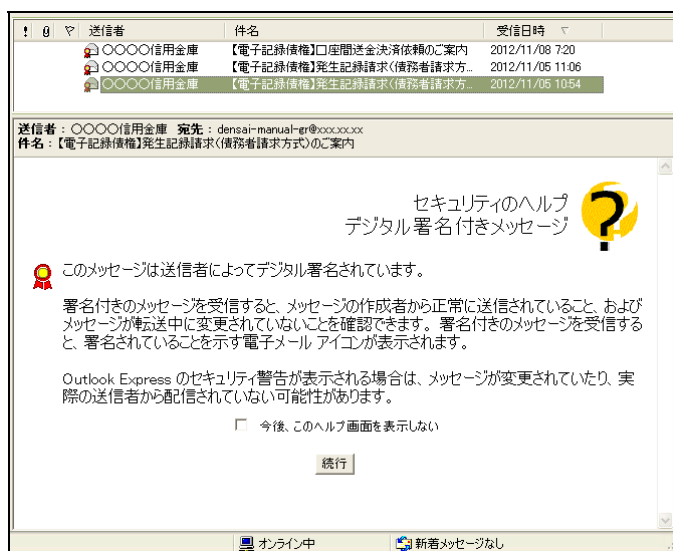 ! 送信者 件名 受信日時
〇〇〇〇信用金庫 【電子記録債権】口座間送金決済依頼のご案内 2012/11/08 7:20
〇〇〇〇信用金庫 【電子記録債権】発生記録請求(債務者請求方... 2012/11/05 11:06
〇〇〇〇信用金庫 【電子記録債権】発生記録請求(債務者請求方... 2012/11/05 10:54
送信者：〇〇〇〇信用金庫 宛先：densai-manual-gr@xxx.xx.xx
件名：【電子記録債権】発生記録請求(債務者請求方式)のご案内
セキュリティのヘルプ
デジタル署名付きメッセージ
このメッセージは送信者によってデジタル署名されています。
署名付きのメッセージを受信すると、メッセージの作成者から正常に送信されていること、および
メッセージが転送中に変更されていないことを確認できます。署名付きのメッセージを受信する
と、署名されていることを示す電子メール アイコンが表示されます。
Outlook Express のセキュリティ警告が表示される場合は、メッセージが変更されていたり、実
際の送信者から配信されていない可能性があります。
今後、このヘルプ画面を表示しない
続行
オンライン中 新着メッセージなし